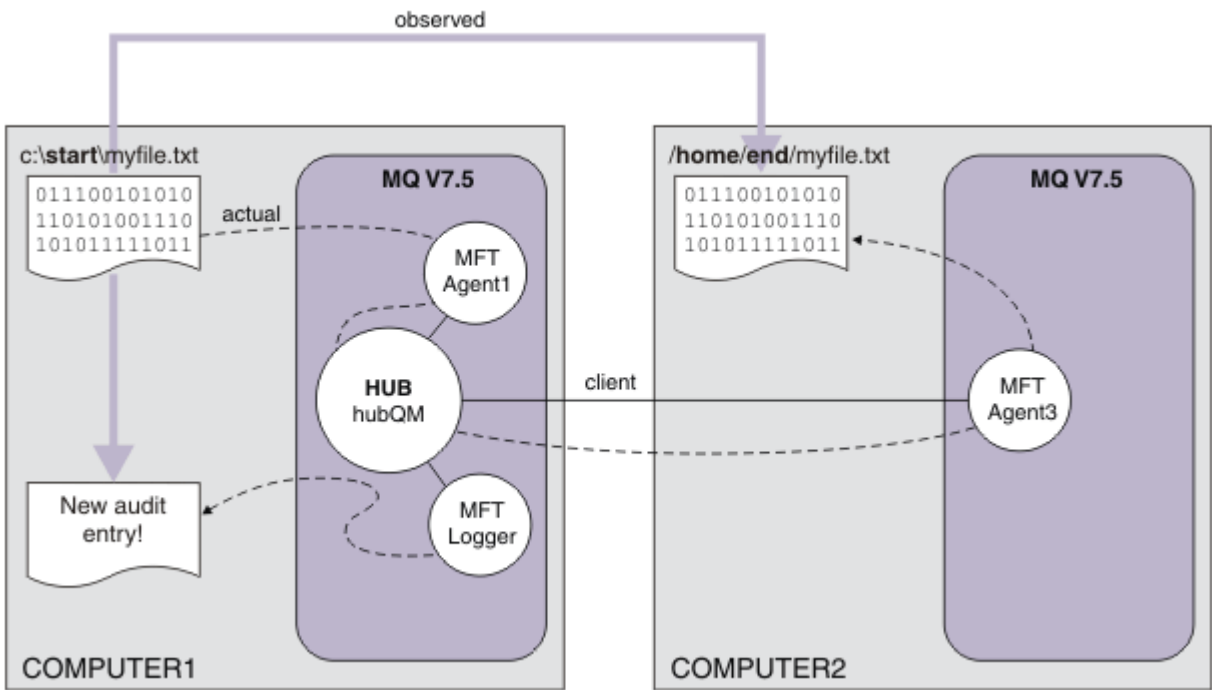 observed
c:\start\myfile.txt
011100101010
110101001110
101011111011
actual
MQ V7.5
MFT
Agent1
HUB
hubQM
client
New audit
entry!
MFT
Logger
COMPUTER1
/home/end/myfile.txt
011100101010
110101001110
101011111011
MQ V7.5
MFT
Agent3
COMPUTER2